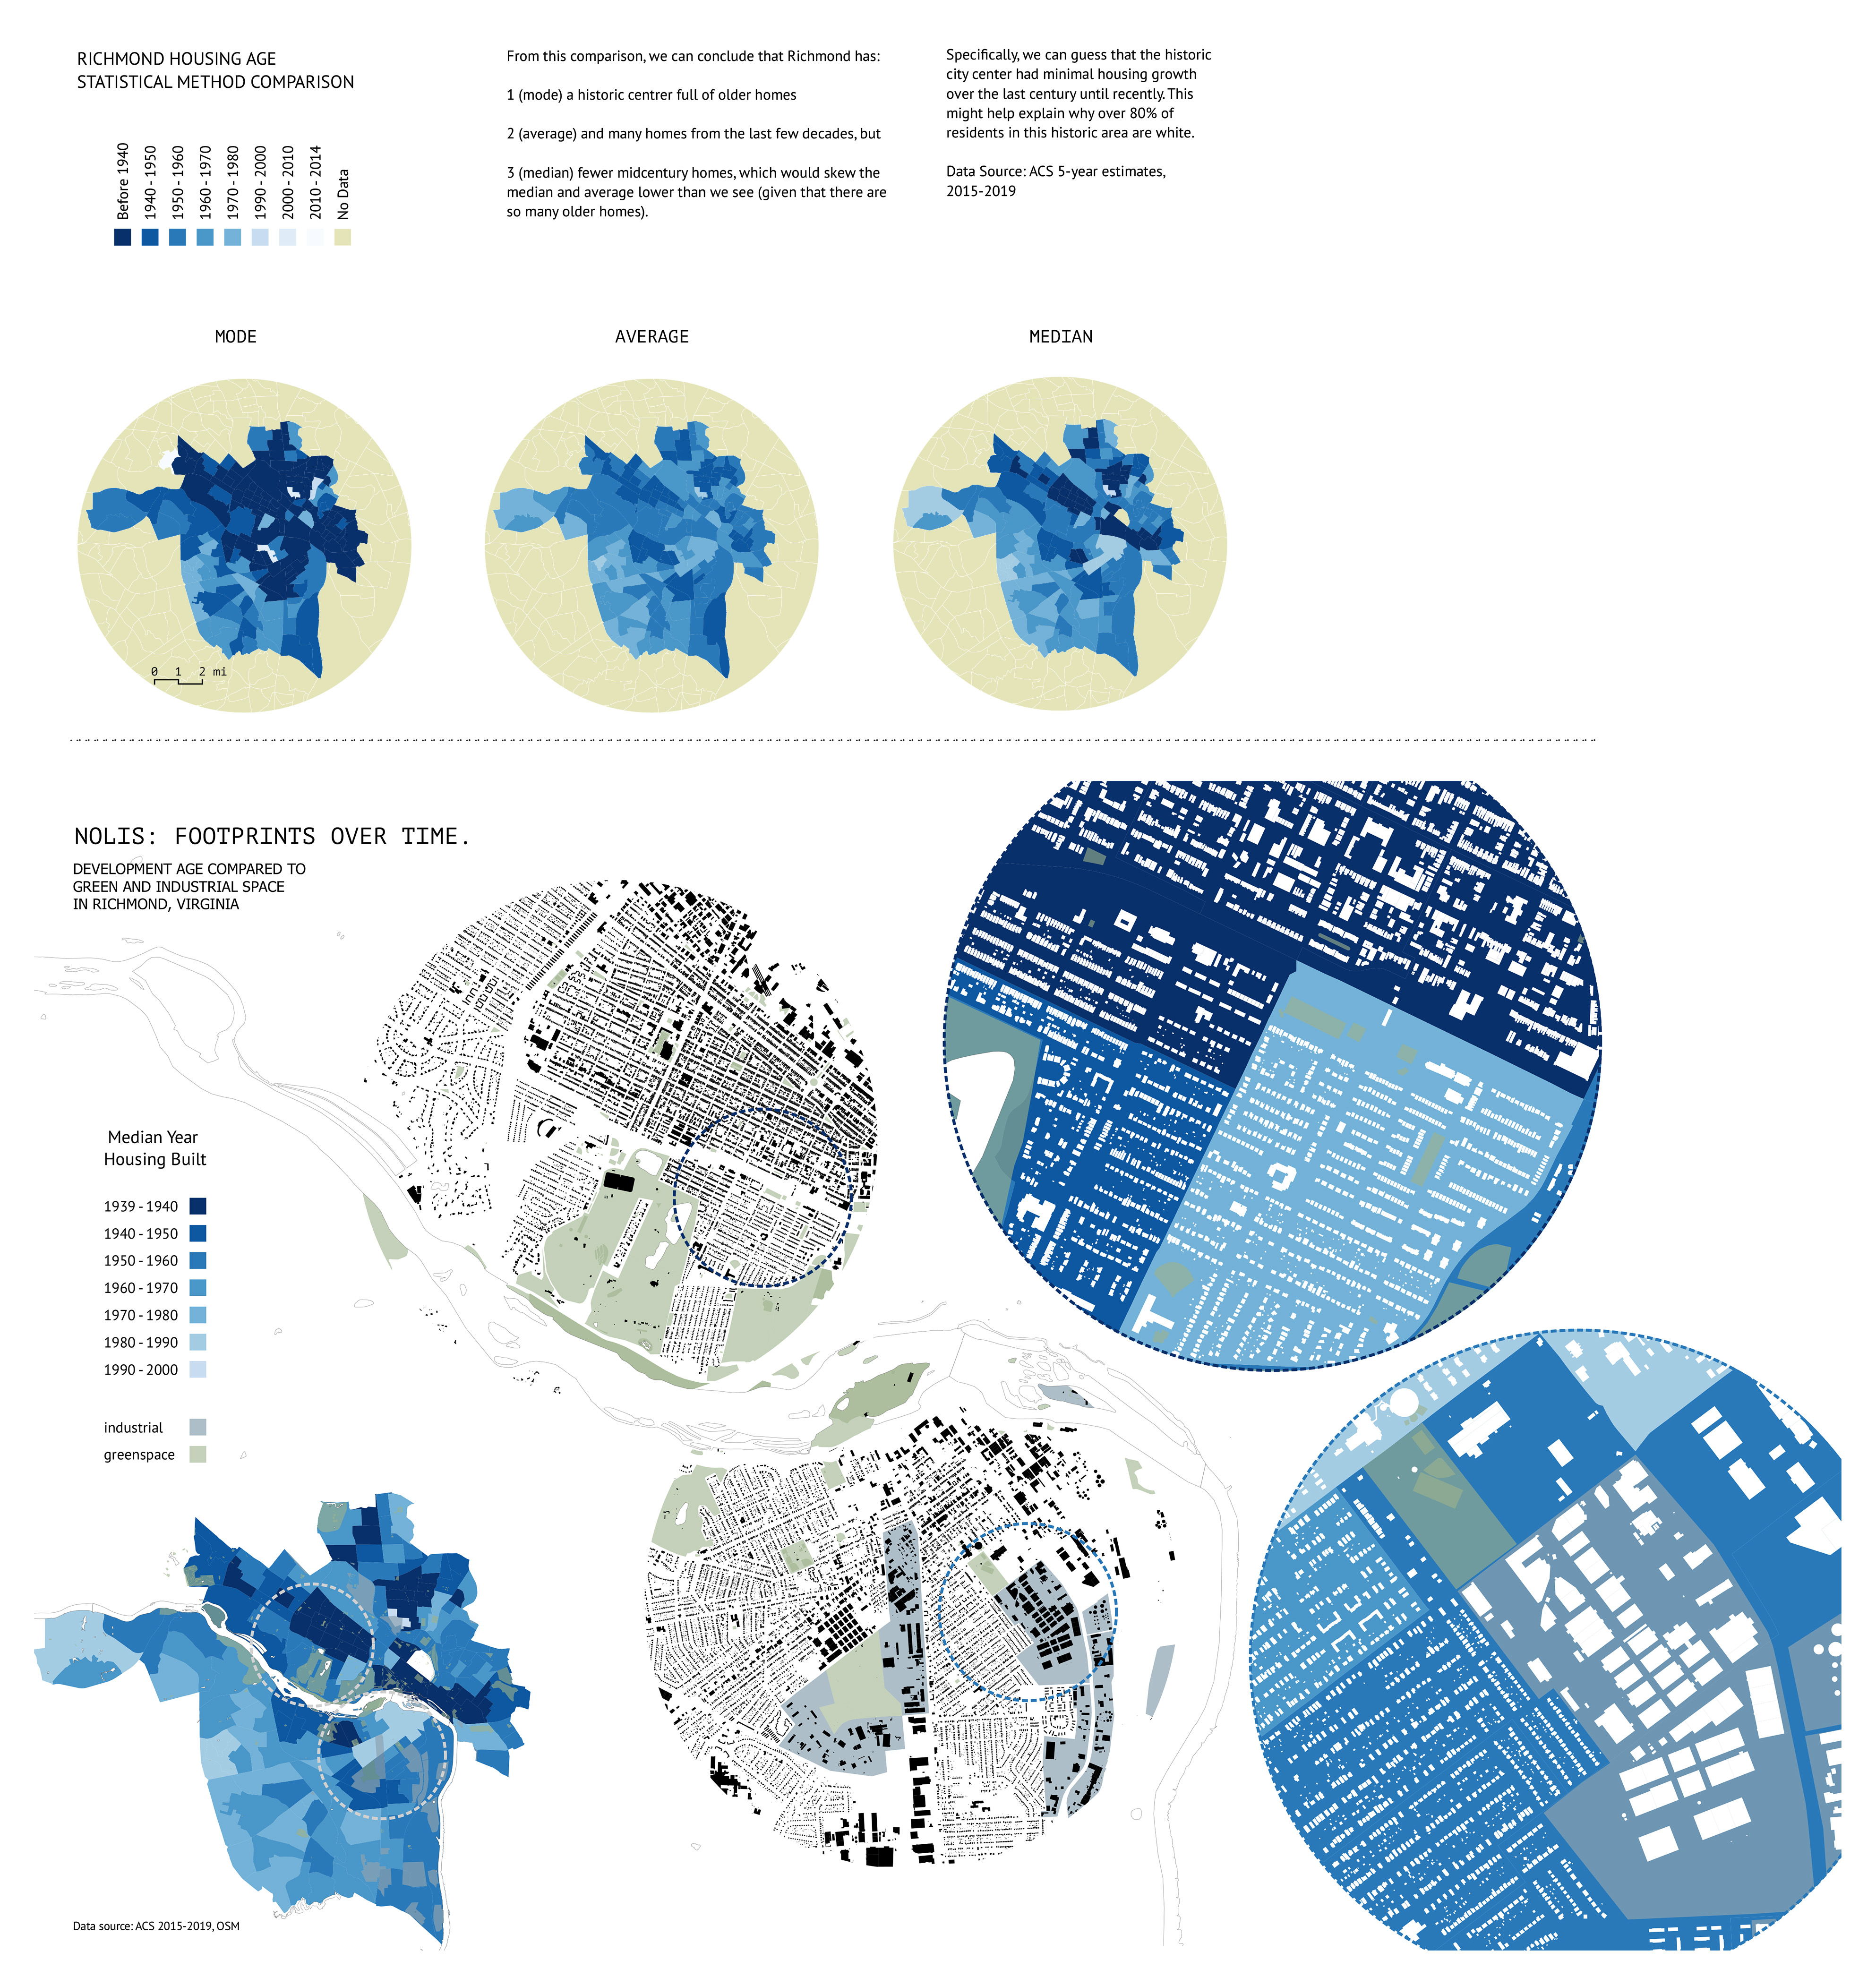 RICHMOND HOUSING AGE
STATISTICAL METHOD COMPARISON
Before 1940
1940 - 1950
1950 - 1960
1960 - 1970
1970 - 1980
1990 - 2000
2000 - 2010
2010 - 2014
No Data
From this comparison, we can conclude that Richmond has:
1 (mode) a historic centrer full of older homes
2 (average) and many homes from the last few decades, but
3 (median) fewer midcentury homes, which would skew the
median and average lower than we see (given that there are
so many older homes).
Specifically, we can guess that the historic
city center had minimal housing growth
over the last century until recently. This
might help explain why over 80% of
residents in this historic area are white.
Data Source: ACS 5-year estimates,
2015-2019
MODE
AVERAGE
MEDIAN
0 1 2 mi
NOLIS: FOOTPRINTS OVER TIME.
DEVELOPMENT AGE COMPARED TO
GREEN AND INDUSTRIAL SPACE
IN RICHMOND, VIRGINIA
Median Year
Housing Built
1939 - 1940
1940 - 1950
1950 - 1960
1960 - 1970
1970 - 1980
1980 - 1990
1990 - 2000
industrial
greenspace
Data source: ACS 2015-2019, OSM